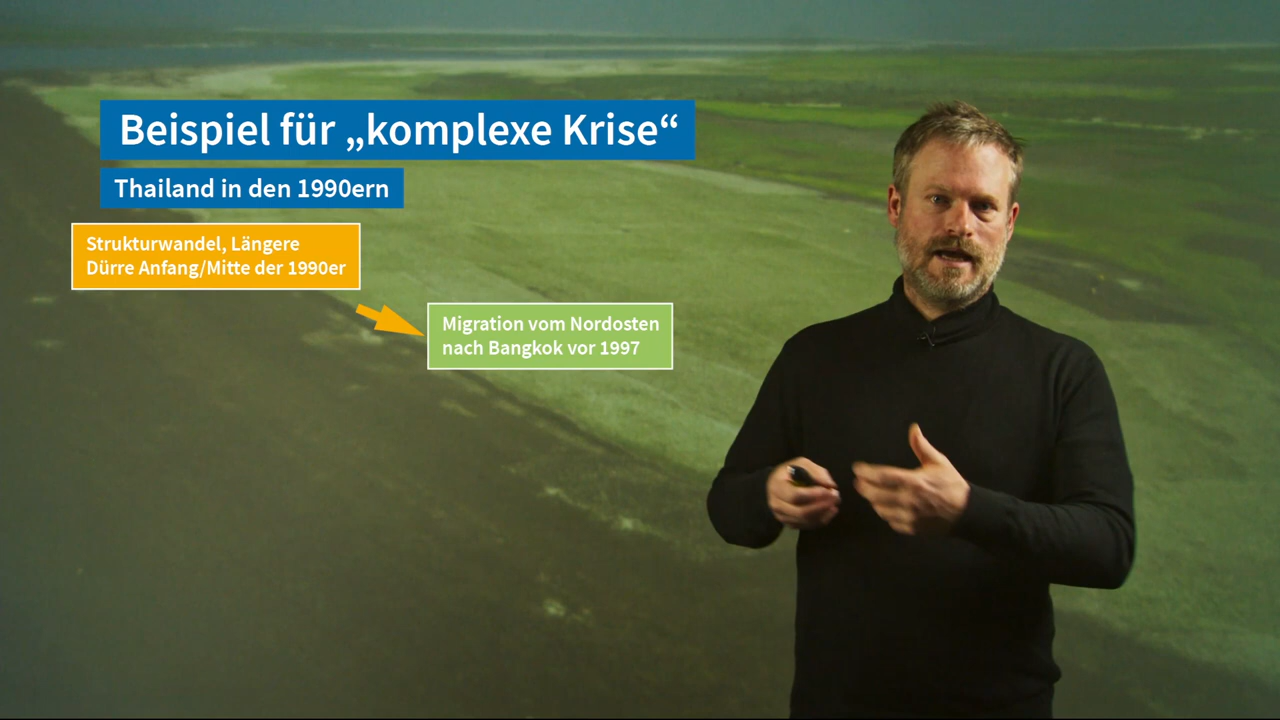 Beispiel für „komplexe Krise“
Thailand in den 1990ern
Strukturwandel, Längere
Dürre Anfang/Mitte der 1990er
Migration vom Nordosten
nach Bangkok vor 1997